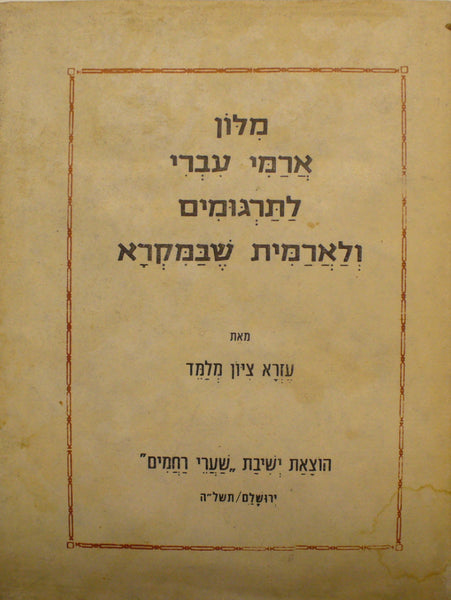 מִלּוֹן
אֲרַמִּי עִבְרִי
לַתַּרְגּוּמִים
וְלַאֲרַמִּית שֶׁבַּמִּקְרָא
מאת
עֶזְרָא צִיּוֹן מְלַמֵּד
הוֹצָאַת יְשִׁיבַת „שַׁעֲרֵי רַחֲמִים"
יְרוּשָׁלַם/תשל״ה